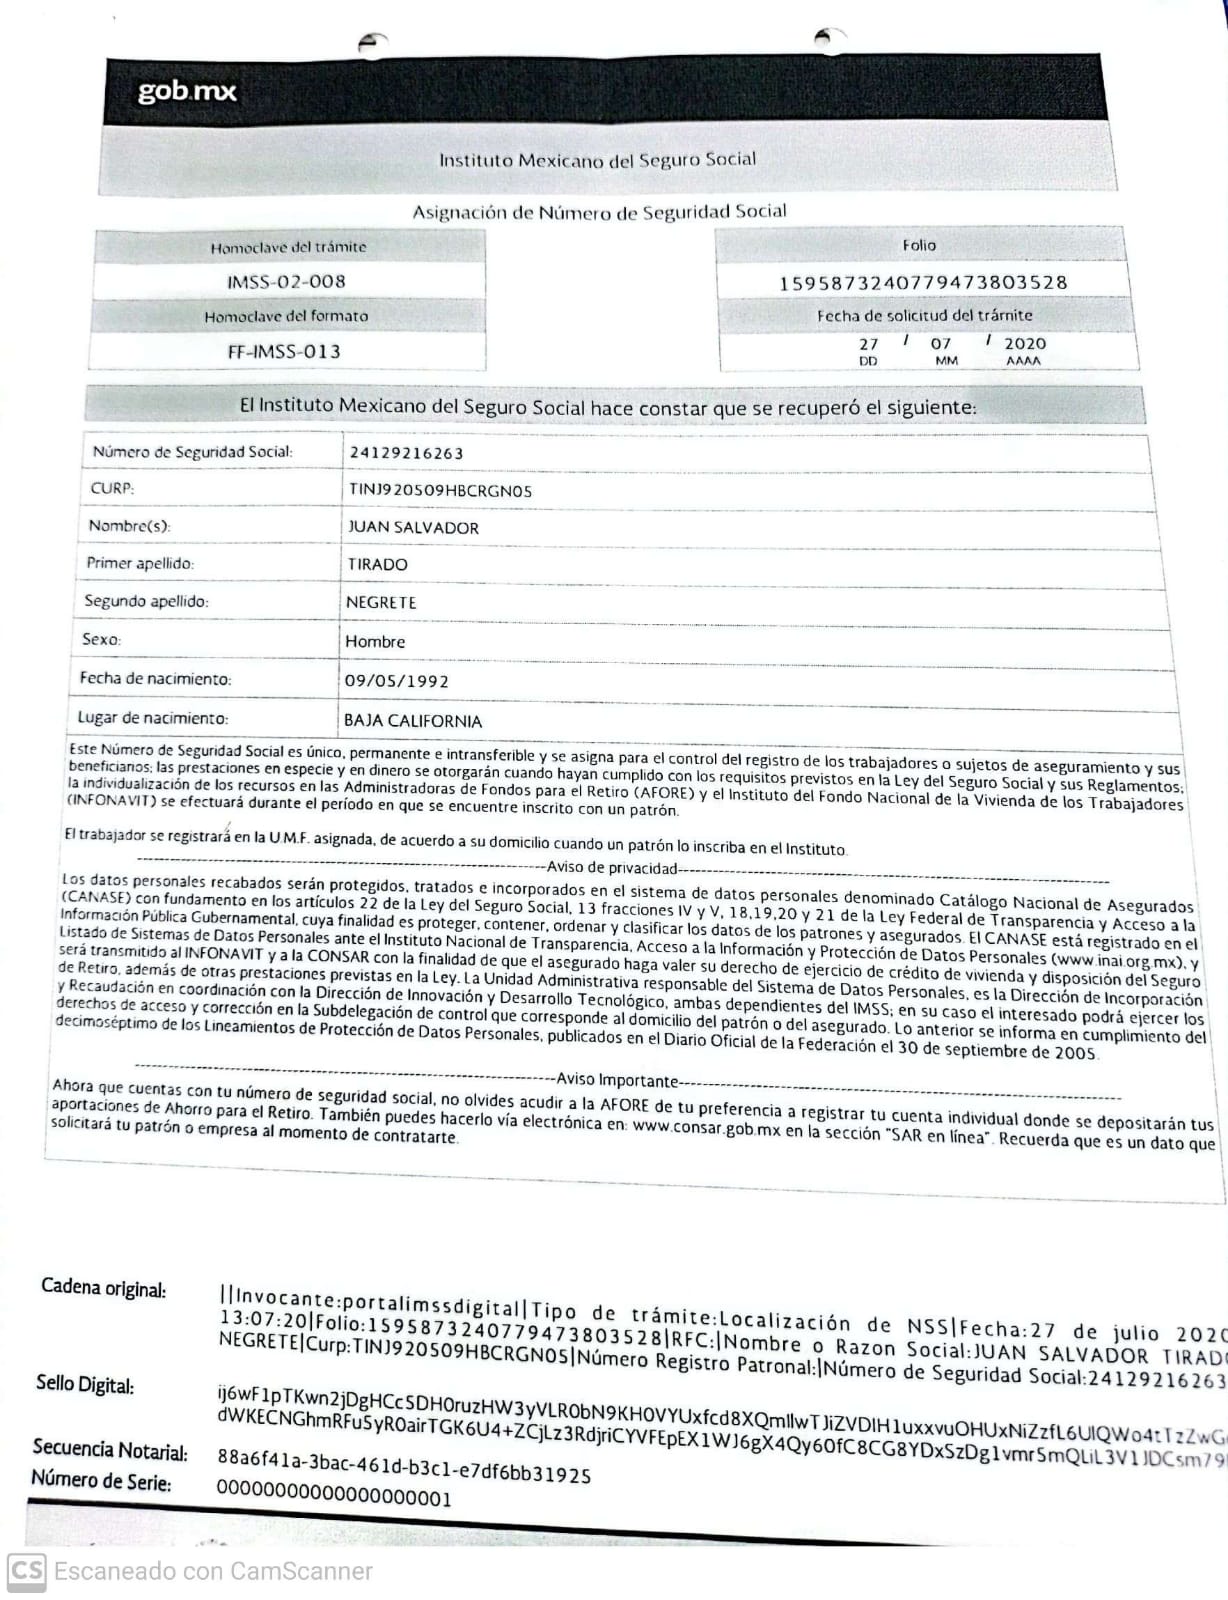 gob.mx
Instituto Mexicano del Seguro Social
Asignación de Número de Seguridad Social
Homoclave del trámite
IMSS-02-008
Homoclave del formato
FF-IMSS-013
Folio
1595873240779473803528
Fecha de solicitud del trámite
27 / 07 / 2020
DD MM AAAA
El Instituto Mexicano del Seguro Social hace constar que se recuperó el siguiente:
Número de Seguridad Social: 24129216263
CURP: TINJ920509HBCRGN05
Nombre(s): JUAN SALVADOR
Primer apellido: TIRADO
Segundo apellido: NEGRETE
Sexo: Hombre
Fecha de nacimiento: 09/05/1992
Lugar de nacimiento: BAJA CALIFORNIA
Este Número de Seguridad Social es único, permanente e intransferible y se asigna para el control del registro de los trabajadores o sujetos de aseguramiento y sus
beneficiarios; las prestaciones en especie y en dinero se otorgarán cuando hayan cumplido con los requisitos previstos en la Ley del Seguro Social y sus Reglamentos;
la individualización de los recursos en las Administradoras de Fondos para el Retiro (AFORE) y el Instituto del Fondo Nacional de la Vivienda de los Trabajadores
(INFONAVIT) se efectuará durante el período en que se encuentre inscrito con un patrón.
El trabajador se registrará en la U.M.F. asignada, de acuerdo a su domicilio cuando un patrón lo inscriba en el Instituto.
Aviso de privacidad
Los datos personales recabados serán protegidos, tratados e incorporados en el sistema de datos personales denominado Catálogo Nacional de Asegurados
(CANASE) con fundamento en los artículos 22 de la Ley del Seguro Social, 13 fracciones IV y V, 18,19,20 y 21 de la Ley Federal de Transparencia y Acceso a la
Información Pública Gubernamental, cuya finalidad es proteger, contener, ordenar y clasificar los datos de los patrones y asegurados. El CANASE está registrado en el
Listado de Sistemas de Datos Personales ante el Instituto Nacional de Transparencia, Acceso a la Información y Protección de Datos Personales (www.inai.org.mx), y
será transmitido al INFONAVIT y a la CONSAR con la finalidad de que el asegurado haga valer su derecho de ejercicio de crédito de vivienda y disposición del Seguro
de Retiro, además de otras prestaciones previstas en la Ley. La Unidad Administrativa responsable del Sistema de Datos Personales, es la Dirección de Incorporación
y Recaudación en coordinación con la Dirección de Innovación y Desarrollo Tecnológico, ambas dependientes del IMSS; en su caso el interesado podrá ejercer los
derechos de acceso y corrección en la Subdelegación de control que corresponde al domicilio del patrón o del asegurado. Lo anterior se informa en cumplimiento del
decimoséptimo de los Lineamientos de Protección de Datos Personales, publicados en el Diario Oficial de la Federación el 30 de septiembre de 2005.
Aviso Importante
Ahora que cuentas con tu número de seguridad social, no olvides acudir a la AFORE de tu preferencia a registrar tu cuenta individual donde se depositarán tus
aportaciones de Ahorro para el Retiro. También puedes hacerlo vía electrónica en: www.consar.gob.mx en la sección "SAR en línea". Recuerda que es un dato que
solicitará tu patrón o empresa al momento de contratarte.
Cadena original: ||Invocante:portalimssdigital|Tipo de trámite:Localización de NSS|Fecha:27 de julio 2020
13:07:20|Folio:1595873240779473803528|RFC:|Nombre o Razon Social:JUAN SALVADOR TIRADO
NEGRETE|Curp:TINJ920509HBCRGN05|Número Registro Patronal:|Número de Seguridad Social:24129216263
Sello Digital: ij6wF1pTKwn2jDgHCc5DH0ruzHW3yVLR0bN9KH0VYUxfcd8XQmIlwTJiZVDIH1uxxvuOHUxNiZzfL6UIQWo4tTzZwG
dWKECNGhmRFu5yR0airTGK6U4+ZCjLz3RdjriCYVFEpEX1WJ6gX4Qy60fC8CG8YDxSzDg1vmr5mQLiL3V1JDCsm79
Secuencia Notarial: 88a6f41a-3bac-461d-b3c1-e7df6bb31925
Número de Serie: 00000000000000000001
CS Escaneado con CamScanner